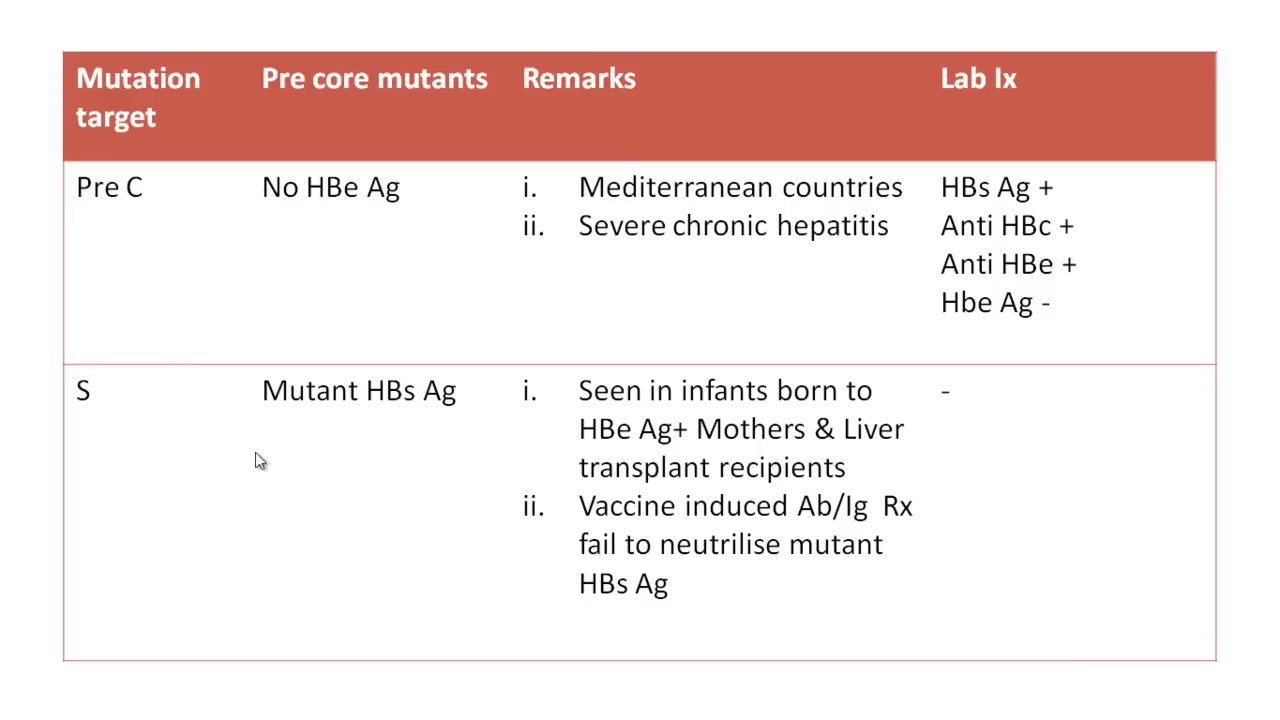 Mutation target
Pre core mutants
Remarks
Lab Ix
Pre C
No HBe Ag
i. Mediterranean countries
ii. Severe chronic hepatitis
HBs Ag +
Anti HBc +
Anti HBe +
Hbe Ag -
S
Mutant HBs Ag
i. Seen in infants born to
HBe Ag+ Mothers & Liver
transplant recipients
ii. Vaccine induced Ab/Ig Rx
fail to neutrilise mutant
HBs Ag
-